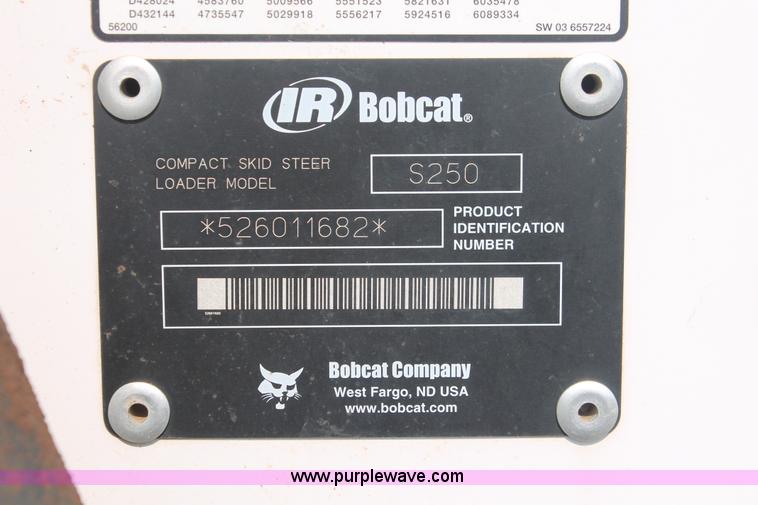 D428024 4583760 5009566 5551523 5821631 6035478
D432144 4735547 5029918 5556217 5924516 6089334
56200 SW 03 6557224
IR Bobcat®
COMPACT SKID STEER
LOADER MODEL
S250
*526011682*
PRODUCT
IDENTIFICATION
NUMBER
Bobcat Company
West Fargo, ND USA
www.bobcat.com
www.purplewave.com